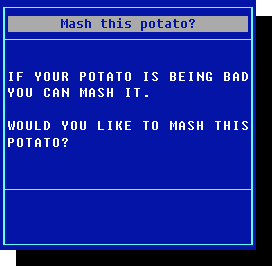 Mash this potato?
IF YOUR POTATO IS BEING BAD
YOU CAN MASH IT.
WOULD YOU LIKE TO MASH THIS
POTATO?